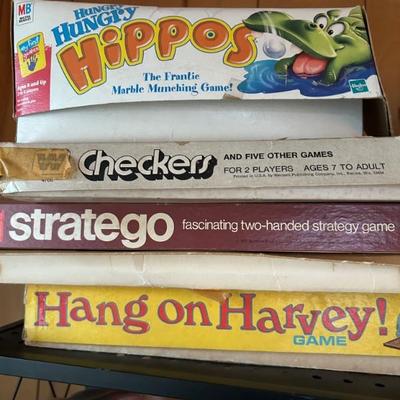 MB
HUNGRY
HUNGRY
HiPPOS
The Frantic
Marble Munching Game!
Checkers
AND FIVE OTHER GAMES
FOR 2 PLAYERS AGES 7 TO ADULT
stratego
fascinating two-handed strategy game
Hang on Harvey!
GAME